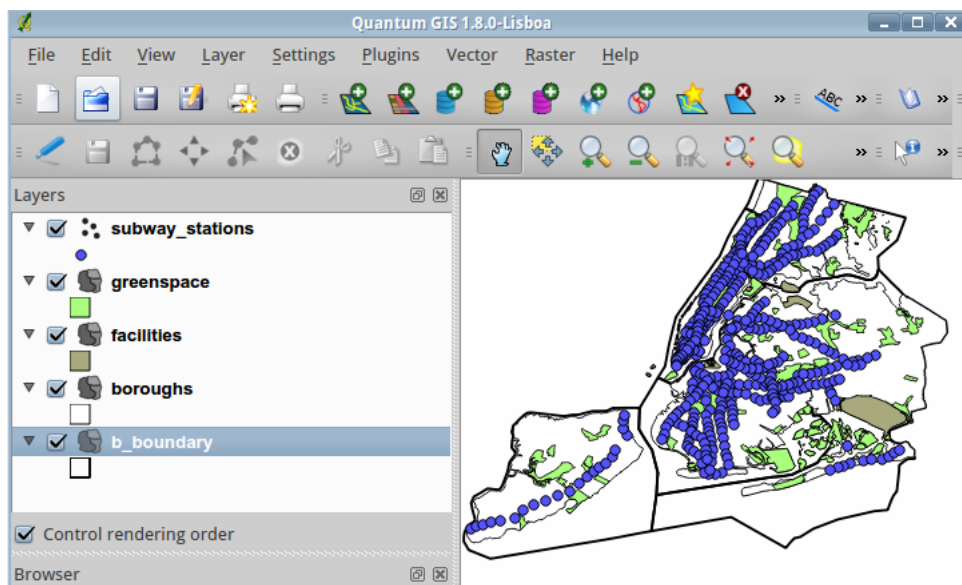 Quantum GIS 1.8.0-Lisboa
File Edit View Layer Settings Plugins Vector Raster Help
ABC
Layers
subway_stations
greenspace
facilities
boroughs
b_boundary
Control rendering order
Browser